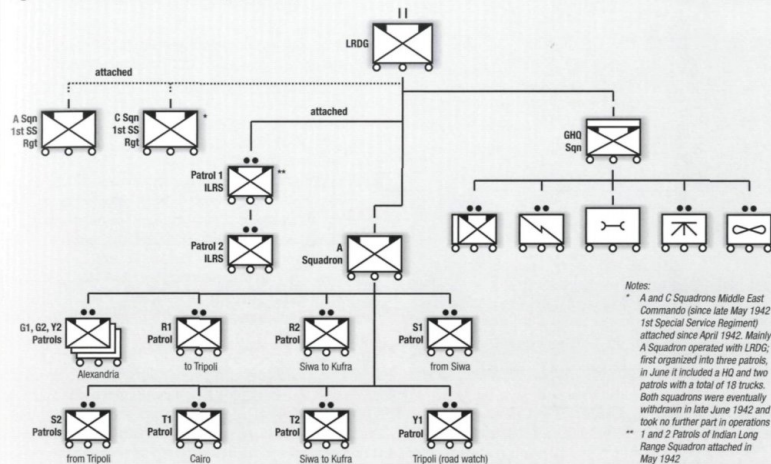 LRDG
attached
A Sqn
1st SS
Rgt
C Sqn
1st SS
Rgt
*
attached
GHQ
Sqn
Patrol 1
ILRS
**
Patrol 2
ILRS
A
Squadron
G1, G2, Y2
Patrols
Alexandria
R1
Patrol
to Tripoli
R2
Patrol
Siwa to Kufra
S1
Patrol
from Siwa
S2
Patrols
from Tripoli
T1
Patrol
Cairo
T2
Patrol
Siwa to Kufra
Y1
Patrol
Tripoli (road watch)
Notes:
* A and C Squadrons Middle East
Commando (since late May 1942
1st Special Service Regiment)
attached since April 1942. Mainly
A Squadron operated with LRDG;
first organized into three patrols,
in June it included a HQ and two
patrols with a total of 18 trucks.
Both squadrons were eventually
withdrawn in late June 1942 and
took no further part in operations
** 1 and 2 Patrols of Indian Long
Range Squadron attached in
May 1942